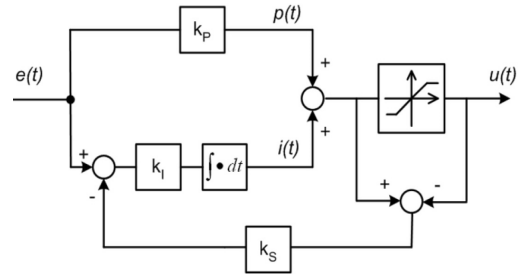 k_P
p(t)
e(t)
+
u(t)
+
+
k_I
∫ • dt
i(t)
-
+
-
k_S